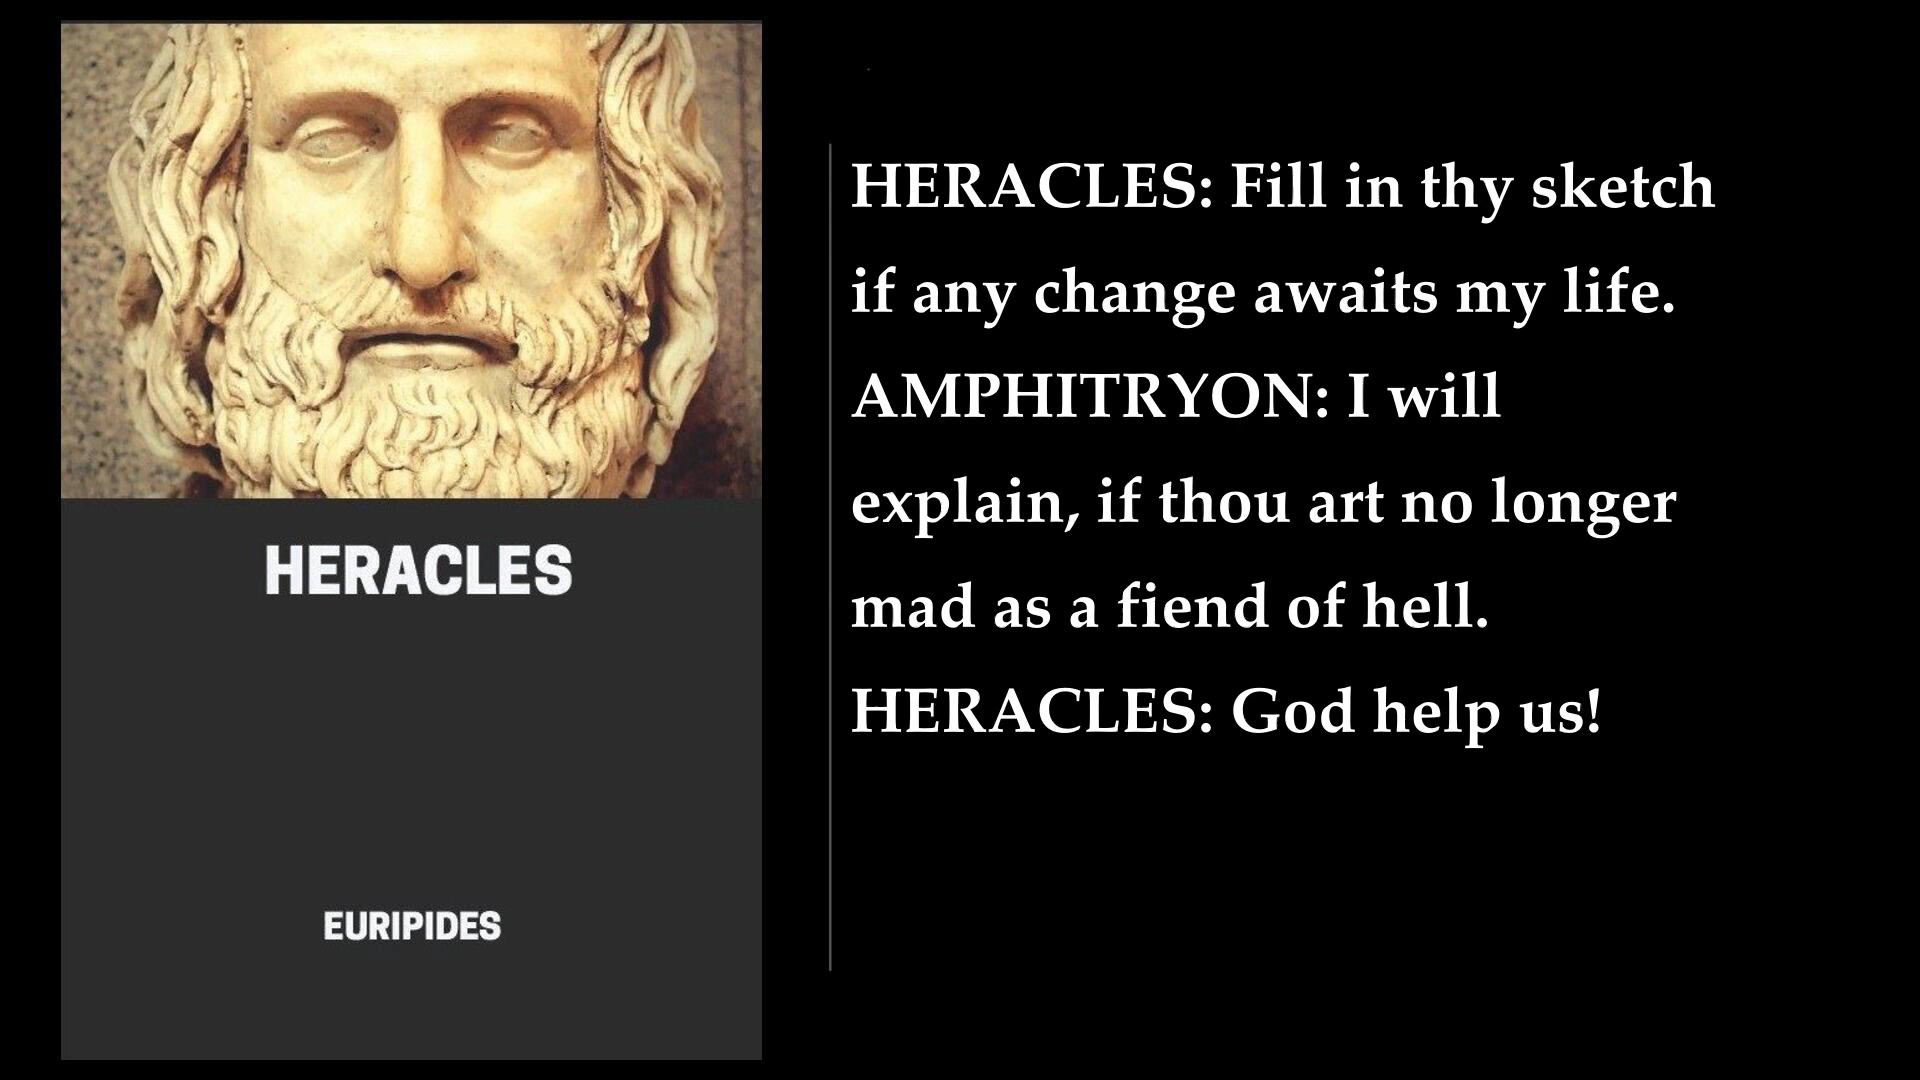 HERACLES
EURIPIDES
HERACLES: Fill in thy sketch
if any change awaits my life.
AMPHITRYON: I will
explain, if thou art no longer
mad as a fiend of hell.
HERACLES: God help us!